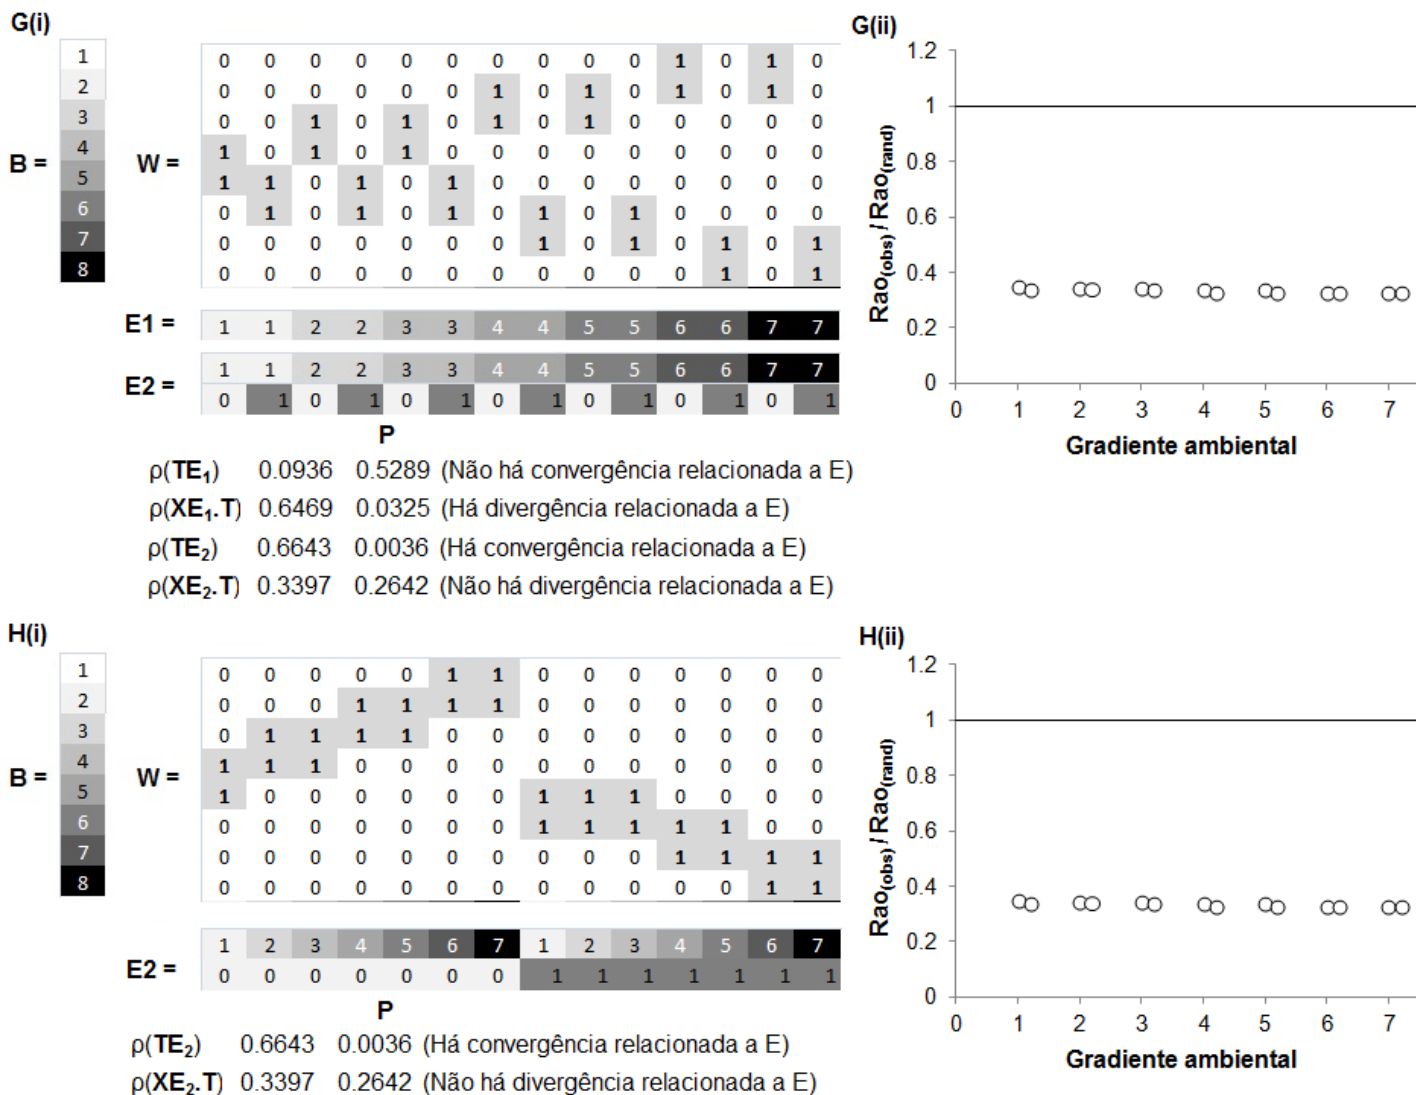 G(i)
B =
1
2
3
4
5
6
7
8
W =
0 0 0 0 0 0 0 0 0 0 1 0 1 0
0 0 0 0 0 0 1 0 1 0 1 0 1 0
0 0 1 0 1 0 1 0 1 0 0 0 0 0
1 0 1 0 1 0 0 0 0 0 0 0 0 0
1 1 0 1 0 1 0 0 0 0 0 0 0 0
0 1 0 1 0 1 0 1 0 1 0 0 0 0
0 0 0 0 0 0 0 1 0 1 0 1 0 1
0 0 0 0 0 0 0 0 0 0 0 1 0 1
E1 = 1 1 2 2 3 3 4 4 5 5 6 6 7 7
E2 =
1 1 2 2 3 3 4 4 5 5 6 6 7 7
0 1 0 1 0 1 0 1 0 1 0 1 0 1
P
ρ(TE₁) 0.0936 0.5289 (Não há convergência relacionada a E)
ρ(XE₁.T) 0.6469 0.0325 (Há divergência relacionada a E)
ρ(TE₂) 0.6643 0.0036 (Há convergência relacionada a E)
ρ(XE₂.T) 0.3397 0.2642 (Não há divergência relacionada a E)
G(ii)
Rao(obs) / Rao(rand)
1.2
1
0.8
0.6
0.4
0.2
0
0 1 2 3 4 5 6 7
Gradiente ambiental
H(i)
B =
1
2
3
4
5
6
7
8
W =
0 0 0 0 0 1 1 0 0 0 0 0 0 0
0 0 0 1 1 1 1 0 0 0 0 0 0 0
0 1 1 1 1 0 0 0 0 0 0 0 0 0
1 1 1 0 0 0 0 0 0 0 0 0 0 0
1 0 0 0 0 0 0 1 1 1 0 0 0 0
0 0 0 0 0 0 0 1 1 1 1 1 0 0
0 0 0 0 0 0 0 0 0 0 1 1 1 1
0 0 0 0 0 0 0 0 0 0 0 0 1 1
E2 =
1 2 3 4 5 6 7 1 2 3 4 5 6 7
0 0 0 0 0 0 0 1 1 1 1 1 1 1
P
ρ(TE₂) 0.6643 0.0036 (Há convergência relacionada a E)
ρ(XE₂.T) 0.3397 0.2642 (Não há divergência relacionada a E)
H(ii)
Rao(obs) / Rao(rand)
1.2
1
0.8
0.6
0.4
0.2
0
0 1 2 3 4 5 6 7
Gradiente ambiental